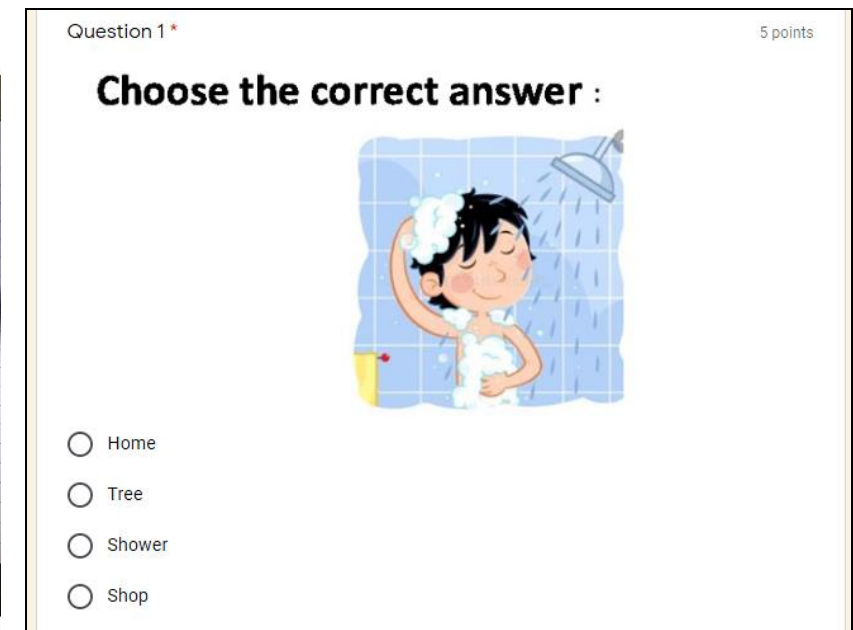 Question 1 *
5 points
Choose the correct answer :
Home
Tree
Shower
Shop